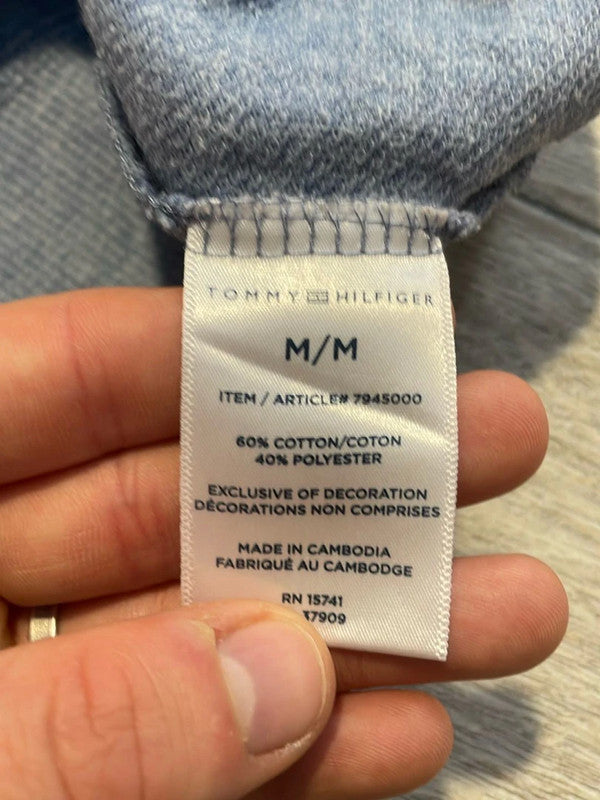 TOMMY HILFIGER
M/M
ITEM / ARTICLE# 7945000
60% COTTON/COTON
40% POLYESTER
EXCLUSIVE OF DECORATION
DÉCORATIONS NON COMPRISES
MADE IN CAMBODIA
FABRIQUÉ AU CAMBODGE
RN 15741
37909